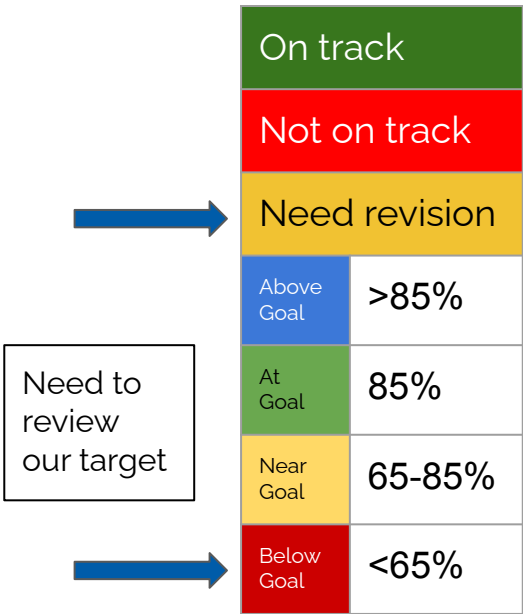 On track
Not on track
Need revision
Above
Goal
>85%
At
Goal
85%
Need to
review
our target
Near
Goal
65-85%
Below
Goal
<65%